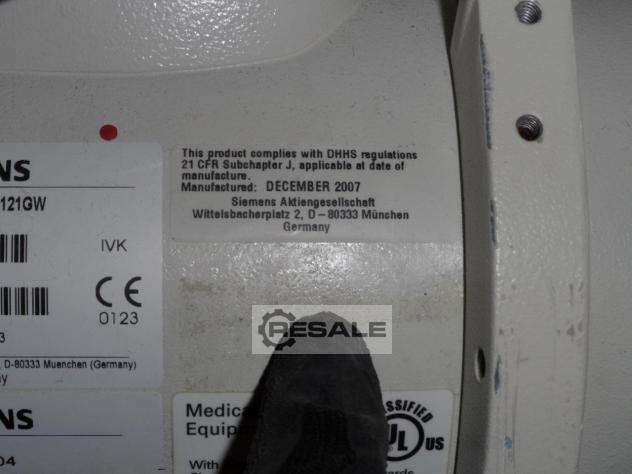 This product complies with DHHS regulations
21 CFR Subchapter J, applicable at date of
manufacture.
Manufactured: DECEMBER 2007
Siemens Aktiengesellschaft
Wittelsbacherplatz 2, D-80333 München
Germany
NS
121GW
IVK
CE
0123
3
, D-80333 Muenchen (Germany)
ny
RESALE
NS
04
Medica
Equip
With
SSIFIED
UL US